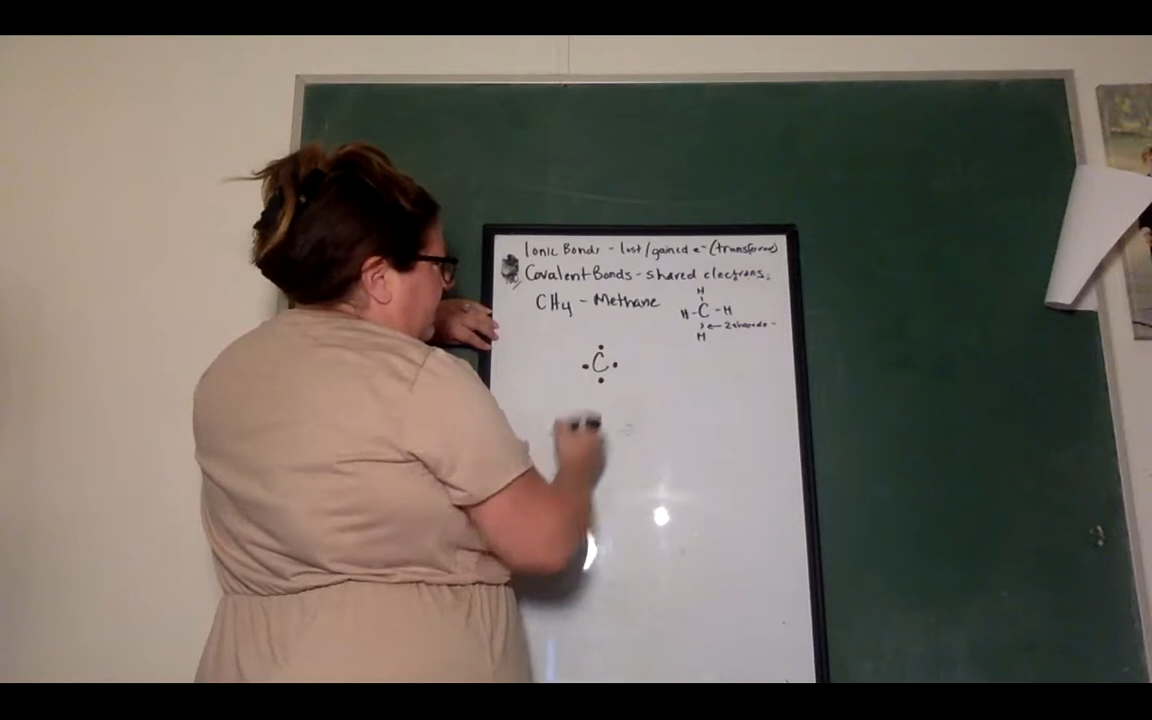 Ionic Bonds - lost/gained e- (transferred)
Covalent Bonds - shared electrons.
CH4 - Methane
H
H-C-H
H
C